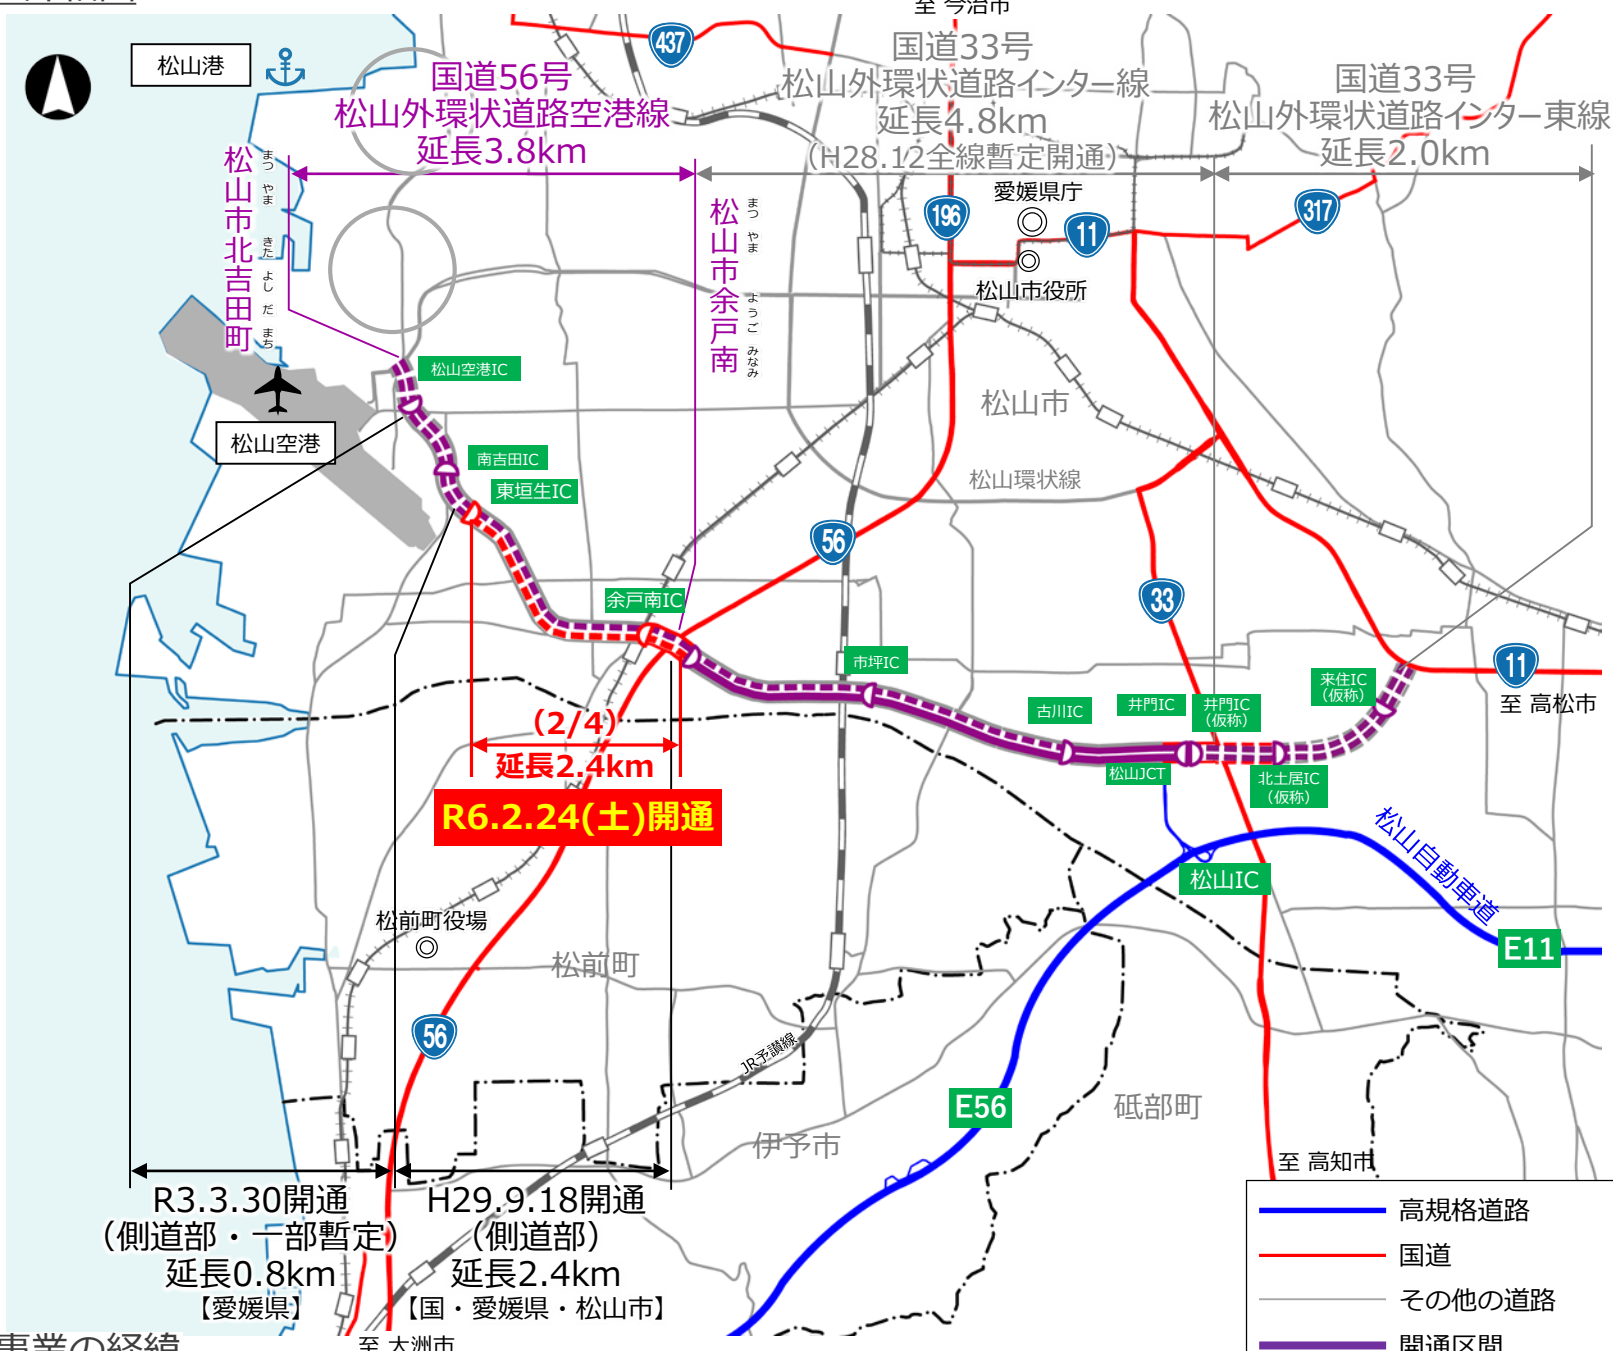 至 今治市
松山港
437
国道56号
松山外環状道路空港線
延長3.8km
国道33号
松山外環状道路インター線
延長4.8km
(H28.12全線暫定開通)
国道33号
松山外環状道路インター東線
延長2.0km
松山市北吉田町
まつ やま きた よし だ まち
松山市余戸南
まつ やま ようご みなみ
愛媛県庁
196
11
317
松山市役所
松山空港IC
松山市
松山空港
南吉田IC
東垣生IC
松山環状線
56
33
余戸南IC
市坪IC
来住IC
(仮称)
11
至 高松市
古川IC
井門IC
井門IC
(仮称)
(2/4)
延長2.4km
松山JCT
北土居IC
(仮称)
R6.2.24(土)開通
松山自動車道
松山IC
松前町役場
E11
松前町
56
JR予讃線
E56
砥部町
伊予市
至 高知市
R3.3.30開通
(側道部・一部暫定)
延長0.8km
【愛媛県】
H29.9.18開通
(側道部)
延長2.4km
【国・愛媛県・松山市】
高規格道路
国道
その他の道路
開通区間
事業の経緯
至 大洲市